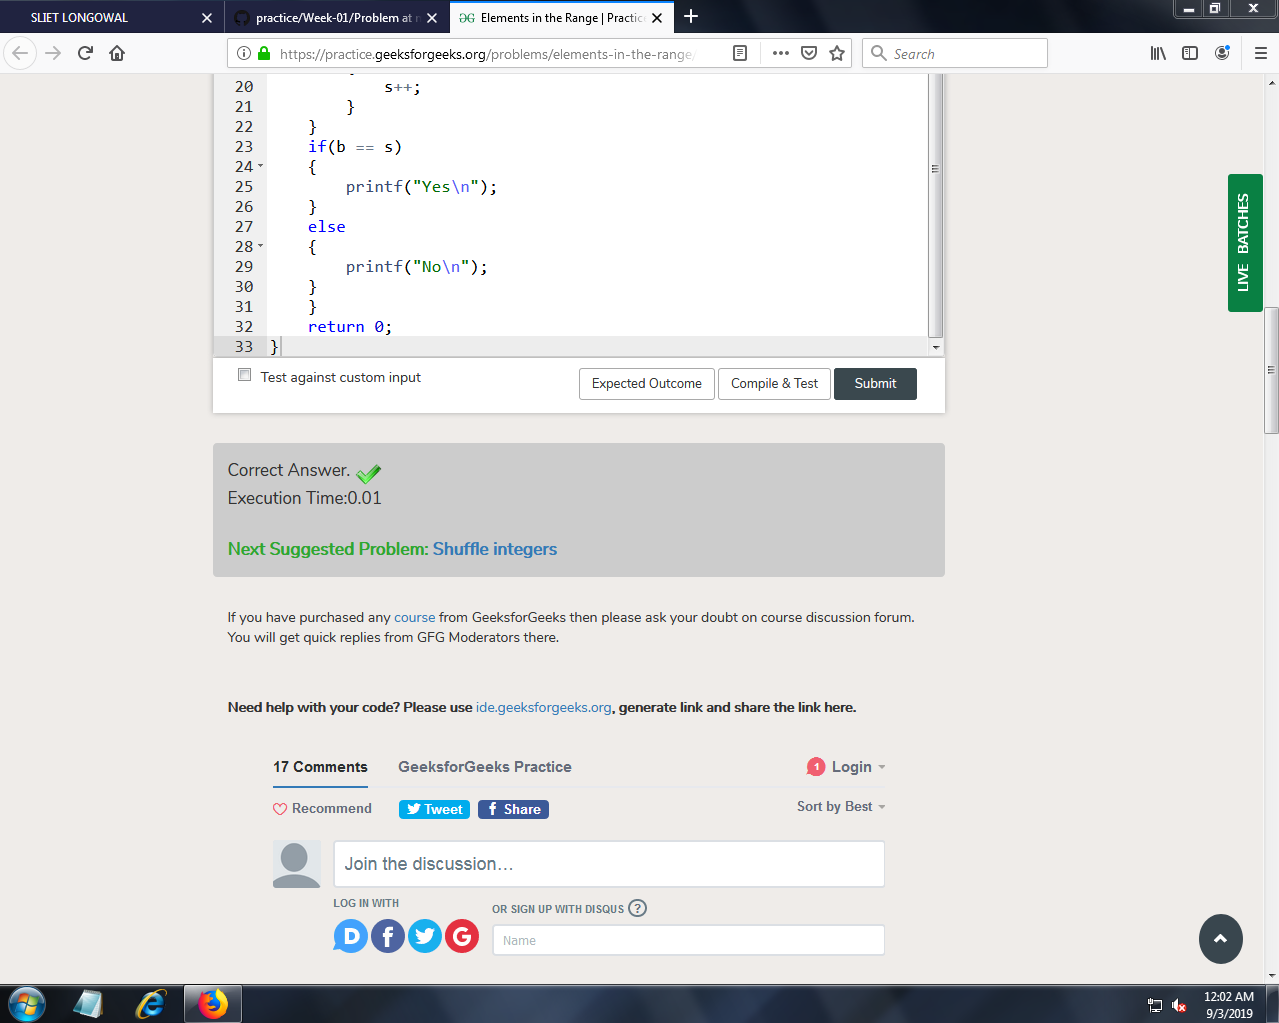 SLIET LONGOWAL
practice/Week-01/Problem at
Elements in the Range | Practic
https://practice.geeksforgeeks.org/problems/elements-in-the-range/
Search
20 s++;
21 }
22 }
23 if(b == s)
24 {
25 printf("Yes\n");
26 }
27 else
28 {
29 printf("No\n");
30 }
31 }
32 return 0;
33 }
LIVE BATCHES
Test against custom input
Expected Outcome
Compile & Test
Submit
Correct Answer.
Execution Time:0.01
Next Suggested Problem: Shuffle integers
If you have purchased any course from GeeksforGeeks then please ask your doubt on course discussion forum.
You will get quick replies from GFG Moderators there.
Need help with your code? Please use ide.geeksforgeeks.org, generate link and share the link here.
17 Comments
GeeksforGeeks Practice
1 Login
Recommend
Tweet
f Share
Sort by Best
Join the discussion...
LOG IN WITH
OR SIGN UP WITH DISQUS ?
D f G
Name
12:02 AM
9/3/2019